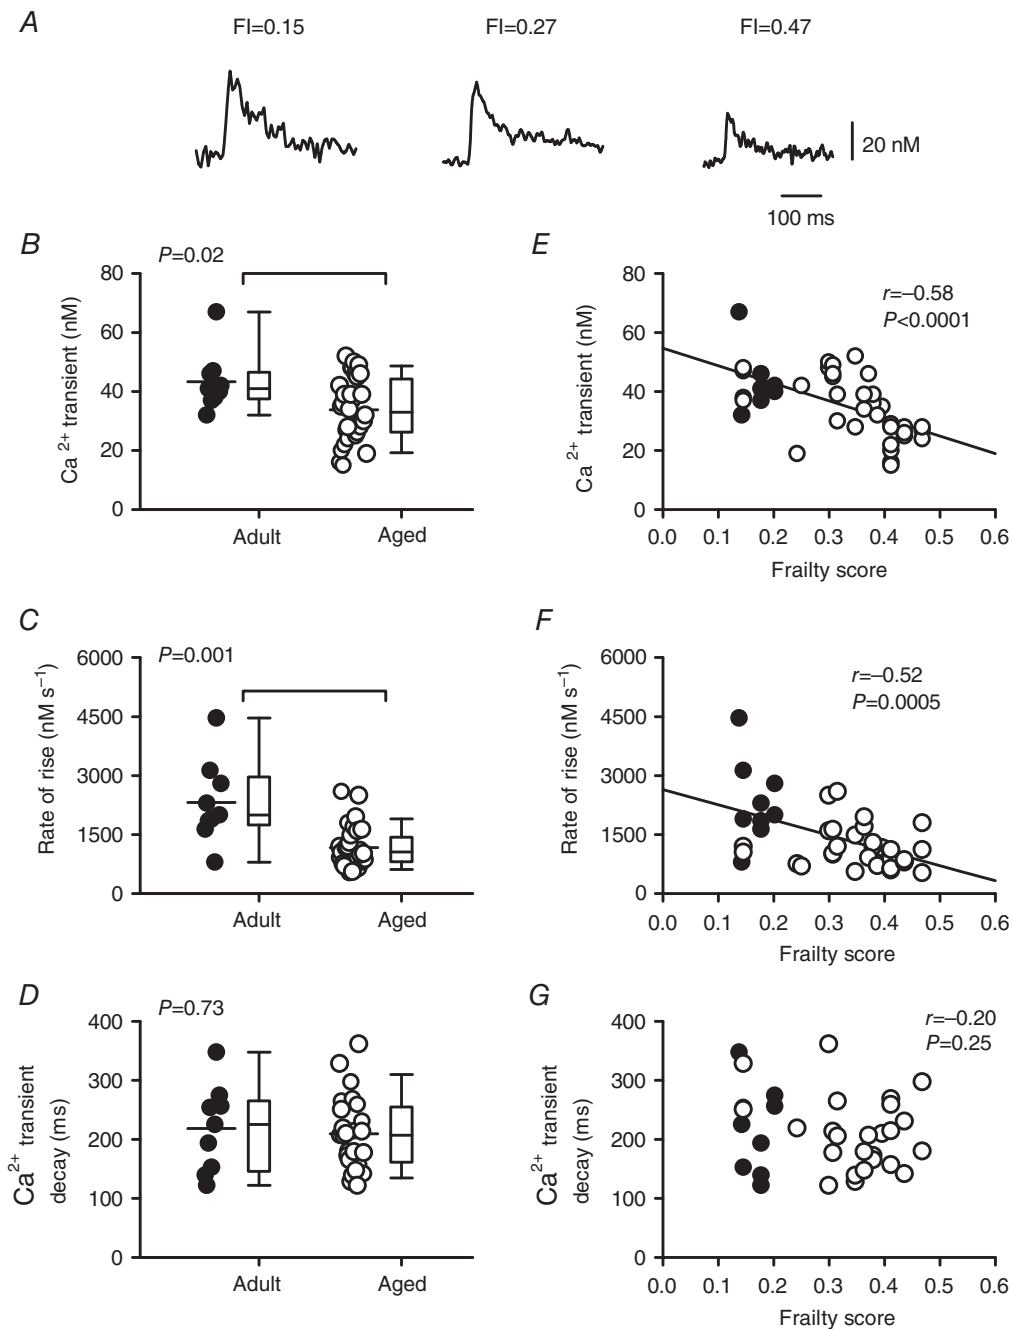 A
FI=0.15
FI=0.27
FI=0.47
20 nM
100 ms
B
P=0.02
Ca 2+ transient (nM)
80
60
40
20
0
Adult
Aged
E
r=–0.58
P<0.0001
Ca 2+ transient (nM)
80
60
40
20
0
0.0 0.1 0.2 0.3 0.4 0.5 0.6
Frailty score
C
P=0.001
Rate of rise (nM s–1)
6000
4500
3000
1500
0
Adult
Aged
F
r=–0.52
P=0.0005
Rate of rise (nM s–1)
6000
4500
3000
1500
0
0.0 0.1 0.2 0.3 0.4 0.5 0.6
Frailty score
D
P=0.73
Ca2+ transient
decay (ms)
400
300
200
100
0
Adult
Aged
G
r=–0.20
P=0.25
Ca2+ transient
decay (ms)
400
300
200
100
0
0.0 0.1 0.2 0.3 0.4 0.5 0.6
Frailty score